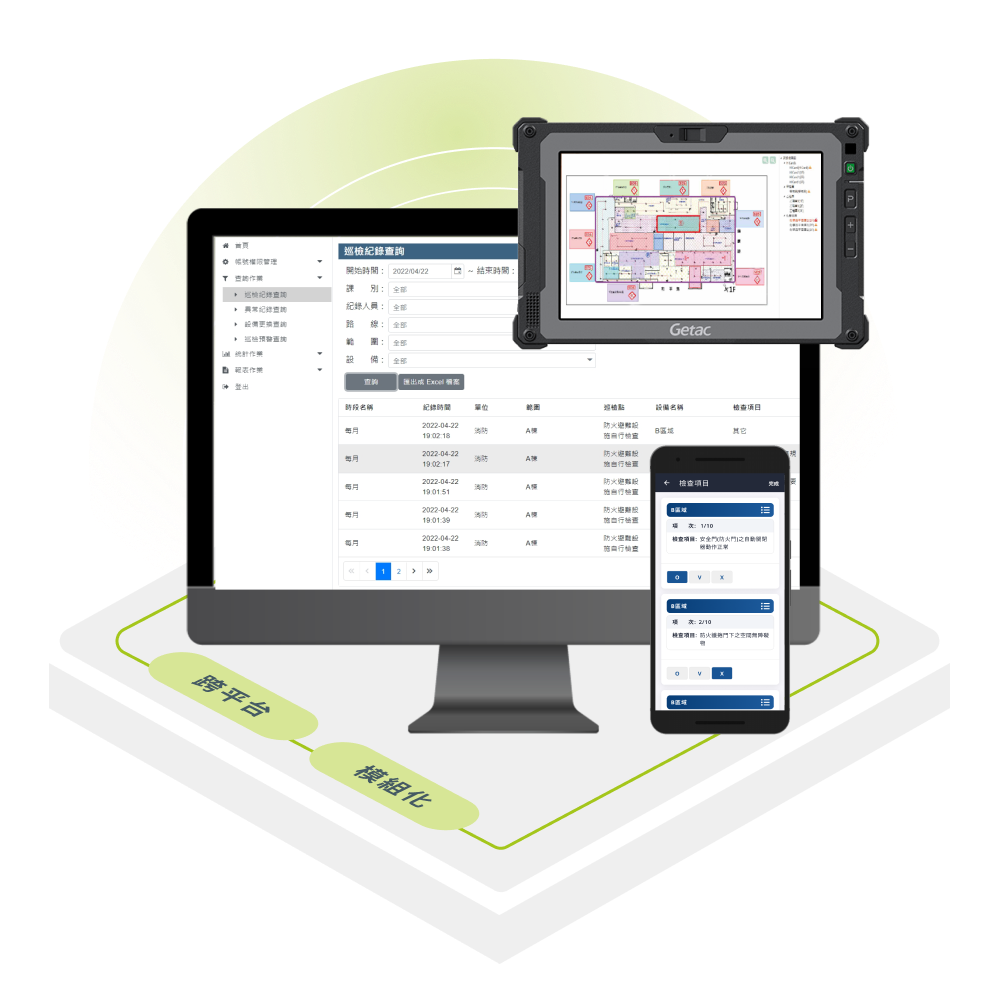 首頁
帳號權限管理
查詢作業
巡檢紀錄查詢
異常紀錄查詢
設備更換查詢
巡檢預警查詢
統計作業
報表作業
登出
巡檢紀錄查詢
開始時間： 2022/04/22 ~ 結束時間：
課 別： 全部
紀錄人員： 全部
路 線： 全部
範 圍： 全部
設 備： 全部
查詢 匯出成 Excel 檔案
時段名稱 紀錄時間 單位 範圍 巡檢點 設備名稱 檢查項目
每月 2022-04-22 19:02:18 消防 A棟 防火避難設施自行檢查 B區域 其它
每月 2022-04-22 19:02:17 消防 A棟 防火避難設施自行檢查
每月 2022-04-22 19:01:51 消防 A棟 防火避難設施自行檢查
每月 2022-04-22 19:01:39 消防 A棟 防火避難設施自行檢查
每月 2022-04-22 19:01:38 消防 A棟 防火避難設施自行檢查
« ‹ 1 2 › »
1F
Getac
P
← 檢查項目 完成
B區域
項 次： 1/10
檢查項目： 安全門(防火門)之自動開閉
器動作正常
O V X
B區域
項 次： 2/10
檢查項目： 防火捲捲門下之空間無障礙
物
O V X
B區域
跨平台
模組化